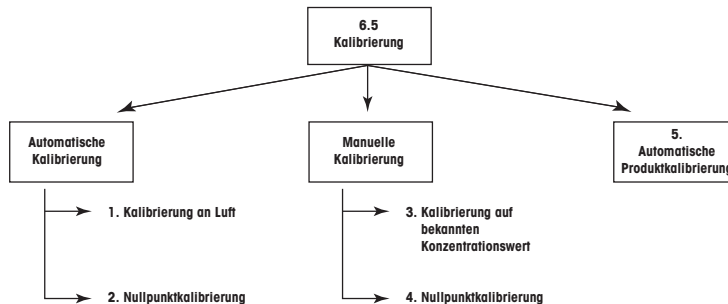 6.5
Kalibrierung
Automatische
Kalibrierung
Manuelle
Kalibrierung
5.
Automatische
Produktkalibrierung
1. Kalibrierung an Luft
3. Kalibrierung auf
bekannten
Konzentrationswert
2. Nullpunktkalibrierung
4. Nullpunktkalibrierung